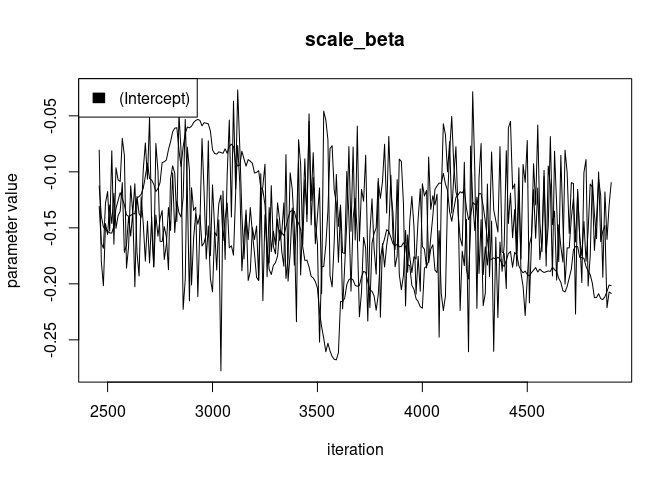 scale_beta
(Intercept)
-0.05
-0.10
-0.15
-0.20
-0.25
parameter value
2500 3000 3500 4000 4500
iteration